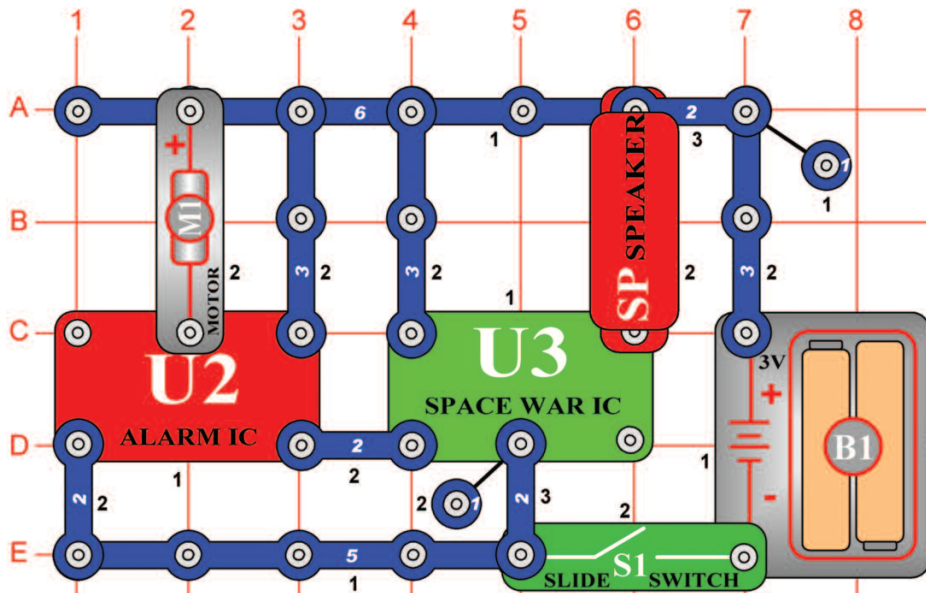 1 2 3 4 5 6 7 8
A 6 2
1 3
+ M1 MOTOR 2
SP SPEAKER 2
1
1
B
3 2 3 2 3 2
1
C
U2
ALARM IC
U3
SPACE WAR IC
3V
+
B1
-
1
D 2
1 2
2 2
2 1
2 3
2
E 5
1
S1
SLIDE SWITCH